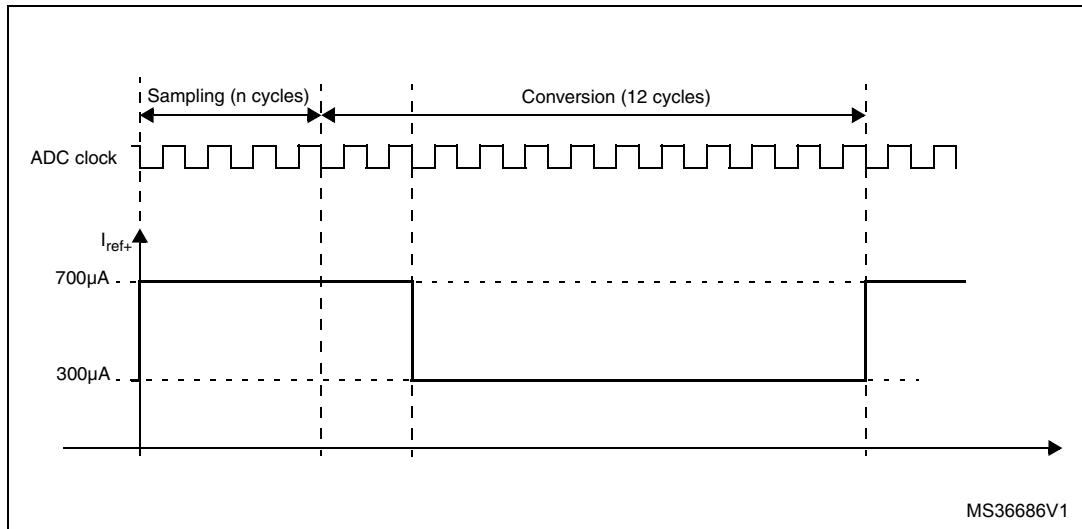 Sampling (n cycles)
Conversion (12 cycles)
ADC clock
Iref+
700µA
300µA
MS36686V1